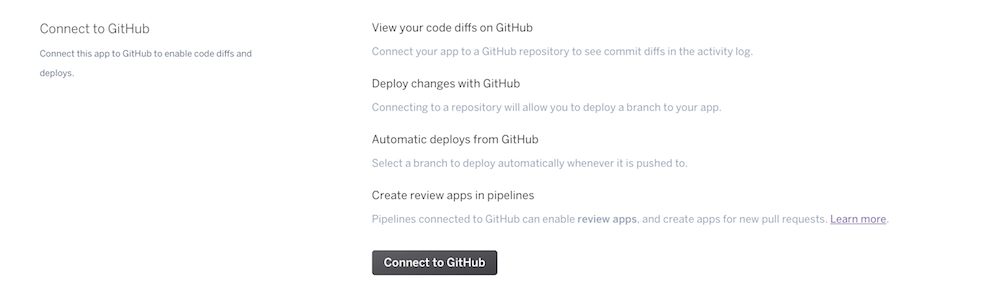 Connect to GitHub
Connect this app to GitHub to enable code diffs and
deploys.
View your code diffs on GitHub
Connect your app to a GitHub repository to see commit diffs in the activity log.
Deploy changes with GitHub
Connecting to a repository will allow you to deploy a branch to your app.
Automatic deploys from GitHub
Select a branch to deploy automatically whenever it is pushed to.
Create review apps in pipelines
Pipelines connected to GitHub can enable review apps, and create apps for new pull requests. Learn more.
Connect to GitHub